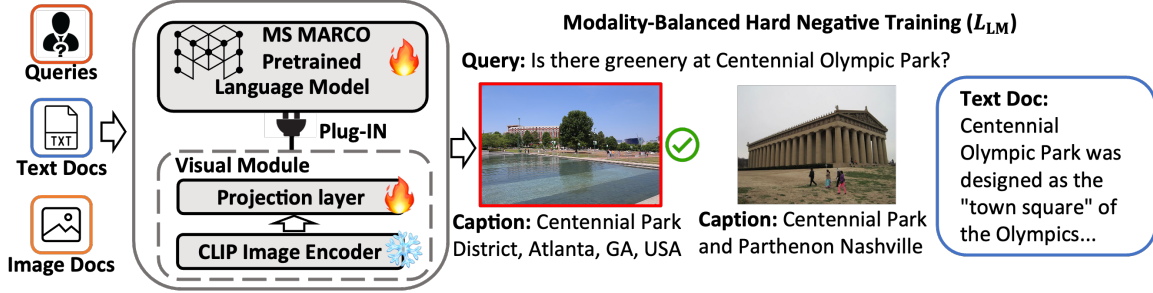 Queries
TXT
Text Docs
Image Docs
MS MARCO
Pretrained
Language Model
Plug-IN
Visual Module
Projection layer
CLIP Image Encoder
Modality-Balanced Hard Negative Training (L_LM)
Query: Is there greenery at Centennial Olympic Park?
Caption: Centennial Park
District, Atlanta, GA, USA
Caption: Centennial Park
and Parthenon Nashville
Text Doc:
Centennial
Olympic Park was
designed as the
"town square" of
the Olympics...